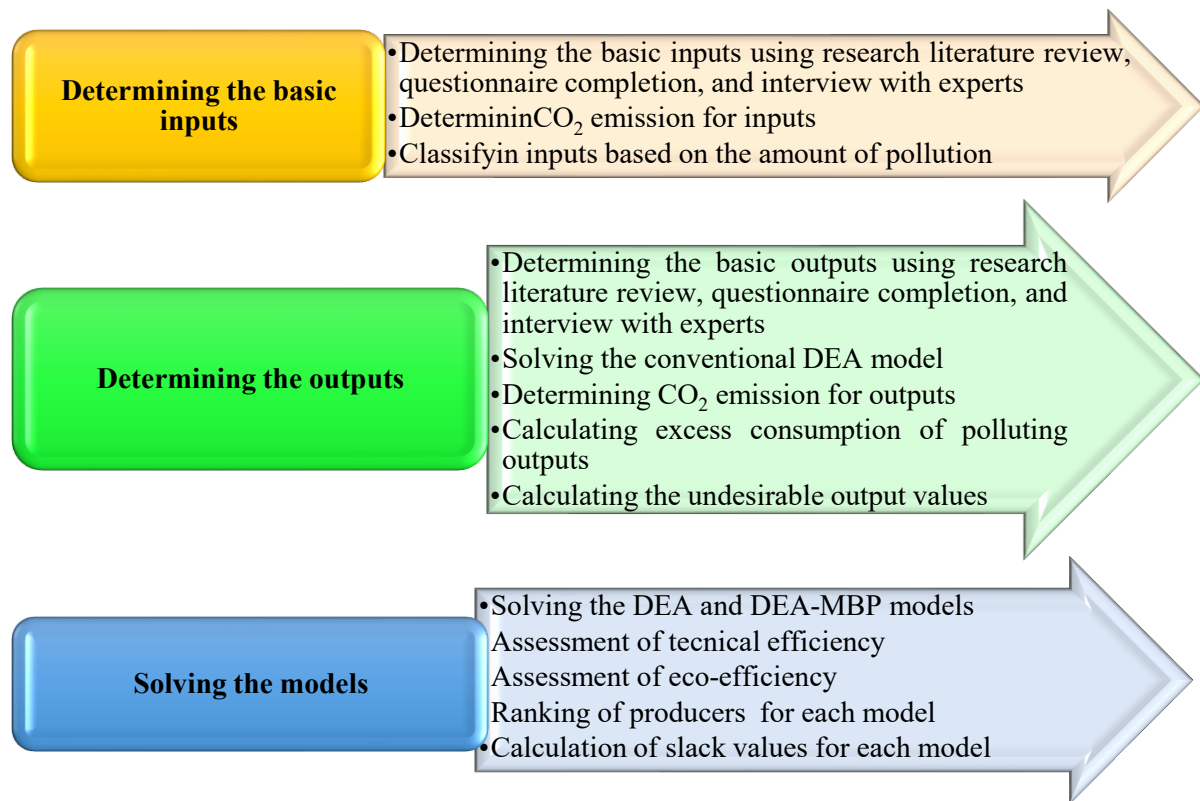 Determining the basic
inputs
•Determining the basic inputs using research literature review,
questionnaire completion, and interview with experts
•DetermininCO₂ emission for inputs
•Classifyin inputs based on the amount of pollution
Determining the outputs
•Determining the basic outputs using research
literature review, questionnaire completion, and
interview with experts
•Solving the conventional DEA model
•Determining CO₂ emission for outputs
•Calculating excess consumption of polluting
outputs
•Calculating the undesirable output values
Solving the models
•Solving the DEA and DEA-MBP models
Assessment of tecnical efficiency
Assessment of eco-efficiency
Ranking of producers for each model
•Calculation of slack values for each model